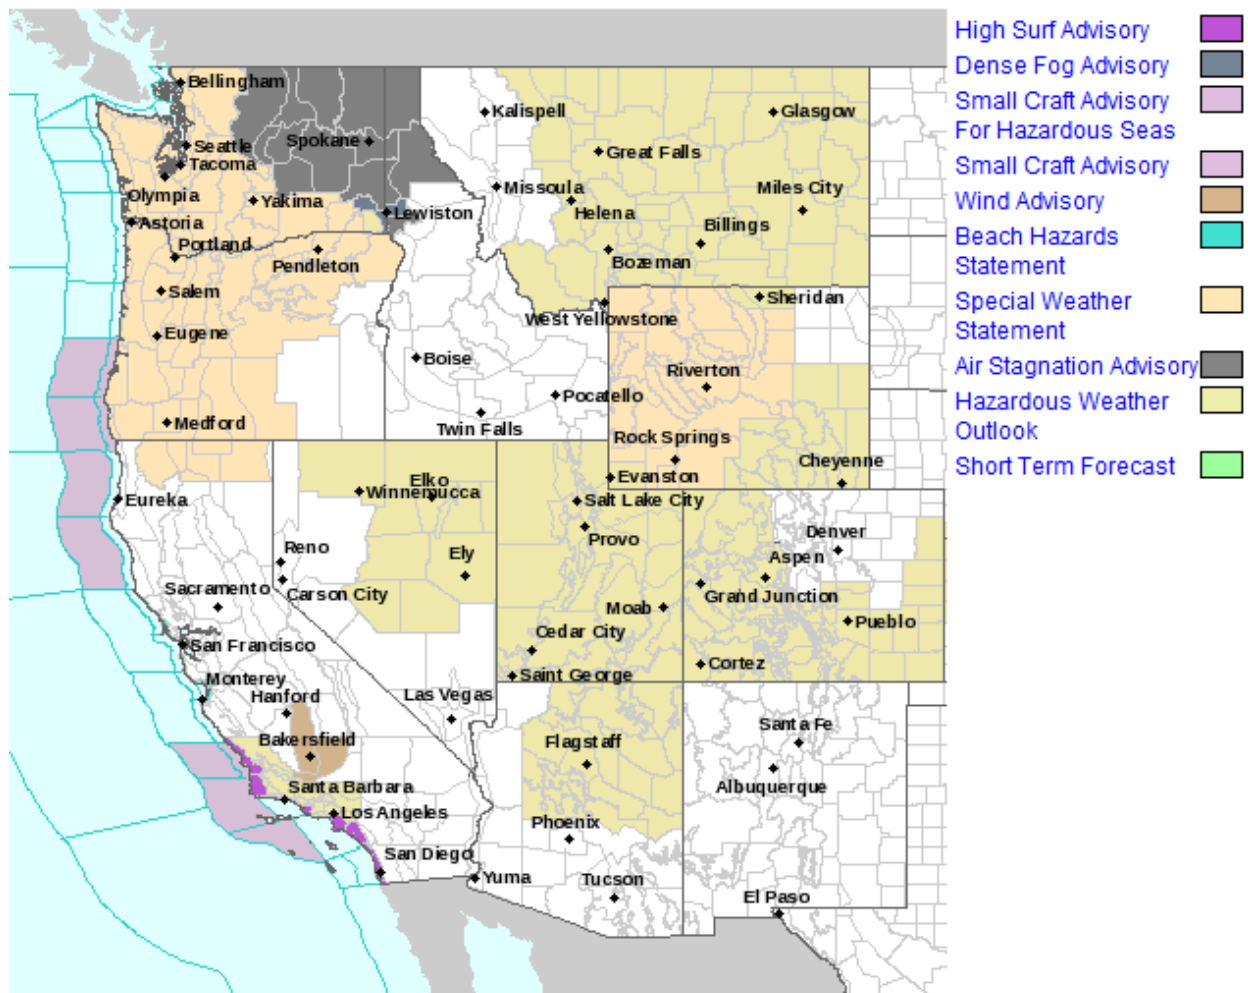 High Surf Advisory
Dense Fog Advisory
Small Craft Advisory
For Hazardous Seas
Small Craft Advisory
Wind Advisory
Beach Hazards
Statement
Special Weather
Statement
Air Stagnation Advisory
Hazardous Weather
Outlook
Short Term Forecast
Bellingham
Kalispell
Glasgow
Seattle
Spokane
Great Falls
Tacoma
Olympia
Yakima
Missoula
Miles City
Astoria
Lewiston
Helena
Billings
Portland
Pendleton
Bozeman
Salem
Sheridan
Eugene
West Yellowstone
Boise
Riverton
Pocatello
Medford
Twin Falls
Rock Springs
Cheyenne
Elko
Evanston
Winnemucca
Eureka
Salt Lake City
Provo
Denver
Reno
Ely
Aspen
Sacramento
Carson City
Grand Junction
Moab
Pueblo
San Francisco
Cedar City
Cortez
Saint George
Monterey
Hanford
Las Vegas
Santa Fe
Bakersfield
Flagstaff
Albuquerque
Santa Barbara
Los Angeles
Phoenix
San Diego
Yuma
Tucson
El Paso